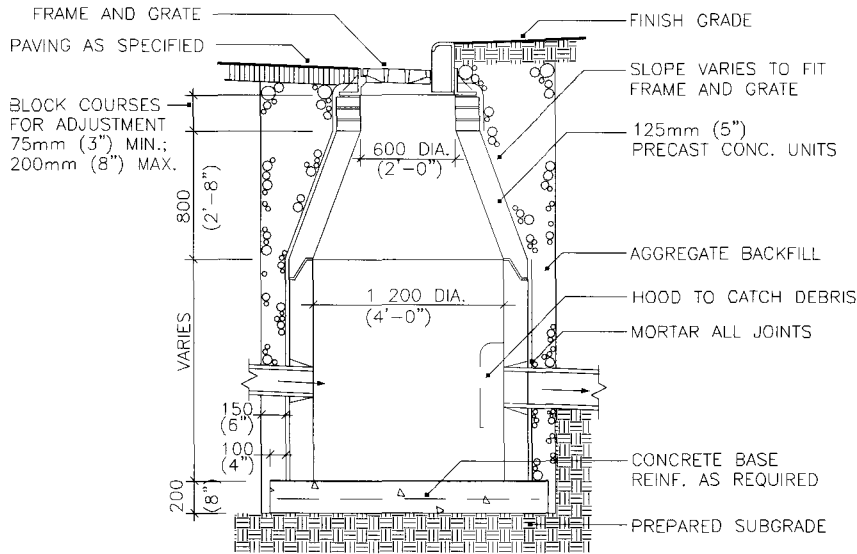 FRAME AND GRATE
PAVING AS SPECIFIED
BLOCK COURSES
FOR ADJUSTMENT
75mm (3") MIN.;
200mm (8") MAX.
800
(2'-8")
VARIES
200
(8")
150
(6")
100
(4")
600 DIA.
(2'-0")
1 200 DIA.
(4'-0")
FINISH GRADE
SLOPE VARIES TO FIT
FRAME AND GRATE
125mm (5")
PRECAST CONC. UNITS
AGGREGATE BACKFILL
HOOD TO CATCH DEBRIS
MORTAR ALL JOINTS
CONCRETE BASE
REINF. AS REQUIRED
PREPARED SUBGRADE